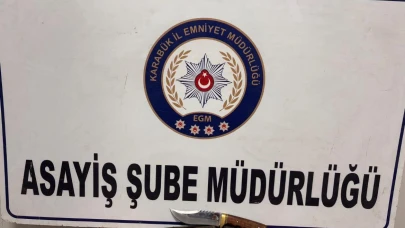 KARABÜK İL EMNİYET MÜDÜRLÜĞÜ
EGM
ASAYİŞ ŞUBE MÜDÜRLÜĞÜ